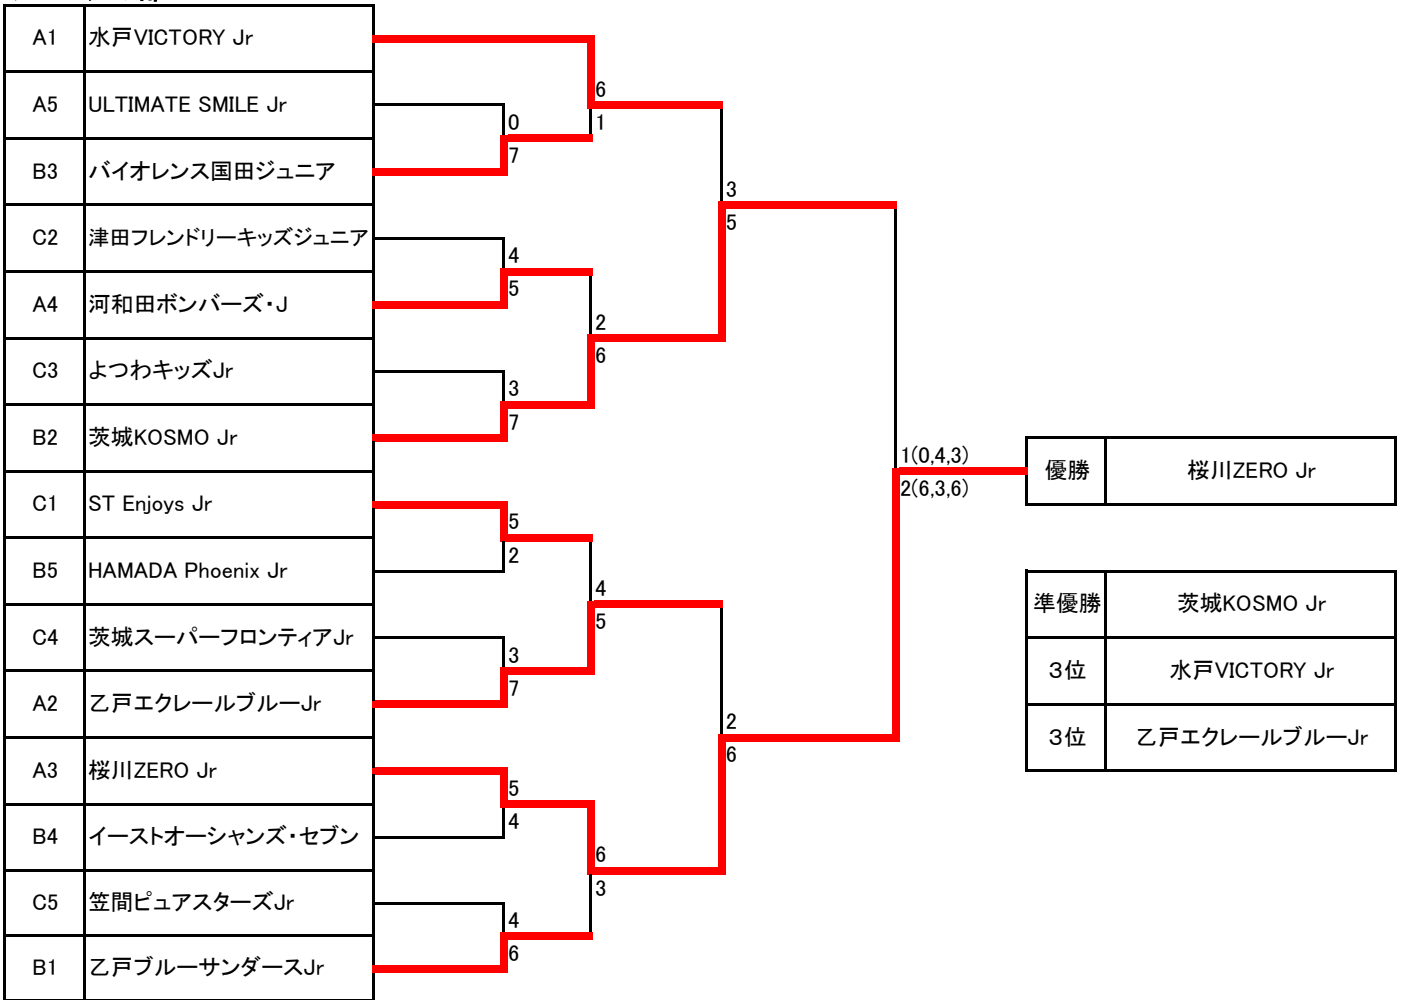 A1 水戸VICTORY Jr
A5 ULTIMATE SMILE Jr
B3 バイオレンス国田ジュニア
C2 津田フレンドリーキッズジュニア
A4 河和田ボンバーズ・J
C3 よつわキッズJr
B2 茨城KOSMO Jr
C1 ST Enjoys Jr
B5 HAMADA Phoenix Jr
C4 茨城スーパーフロンティアJr
A2 乙戸エクレールブルーJr
A3 桜川ZERO Jr
B4 イーストオーシャンズ・セブン
C5 笠間ピュアスターズJr
B1 乙戸ブルーサンダースJr
0
7
4
5
3
7
5
2
3
7
5
4
4
6
6
1
2
6
4
5
6
3
3
5
2
6
1(0,4,3)
2(6,3,6)
優勝 桜川ZERO Jr
準優勝 茨城KOSMO Jr
3位 水戸VICTORY Jr
3位 乙戸エクレールブルーJr